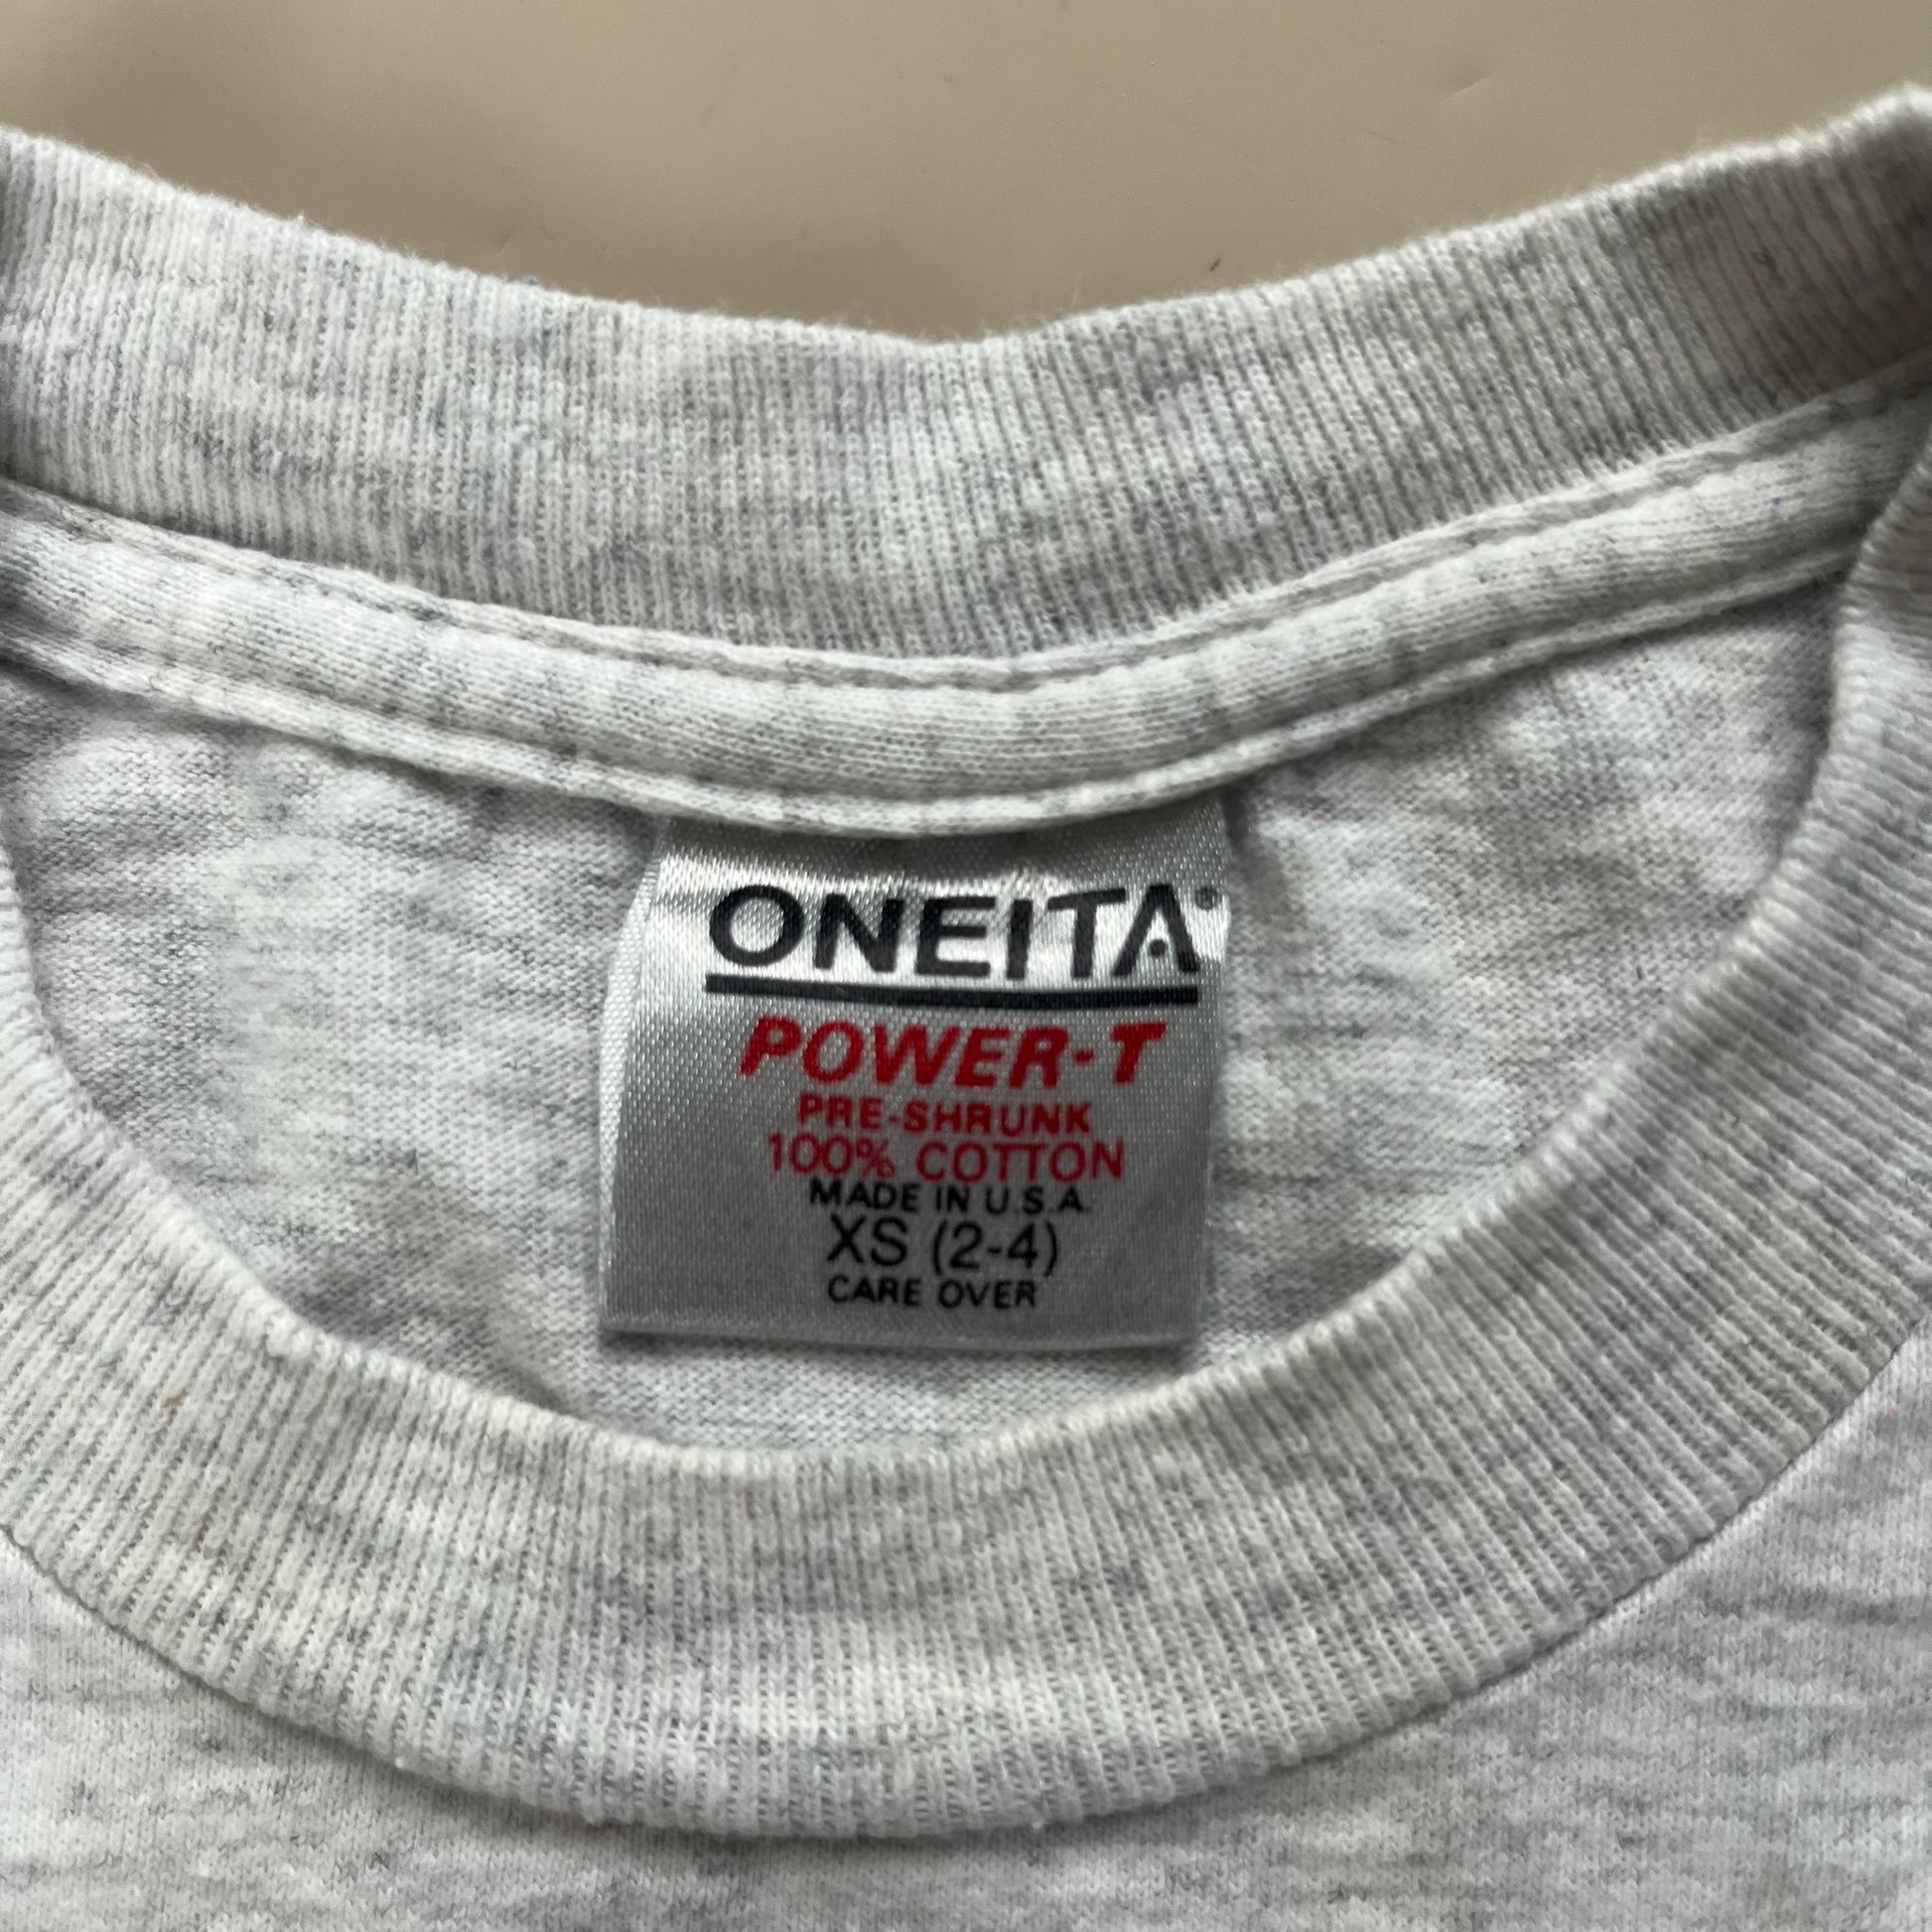 ONEITA®
POWER-T
PRE-SHRUNK
100% COTTON
MADE IN U.S.A.
XS (2-4)
CARE OVER